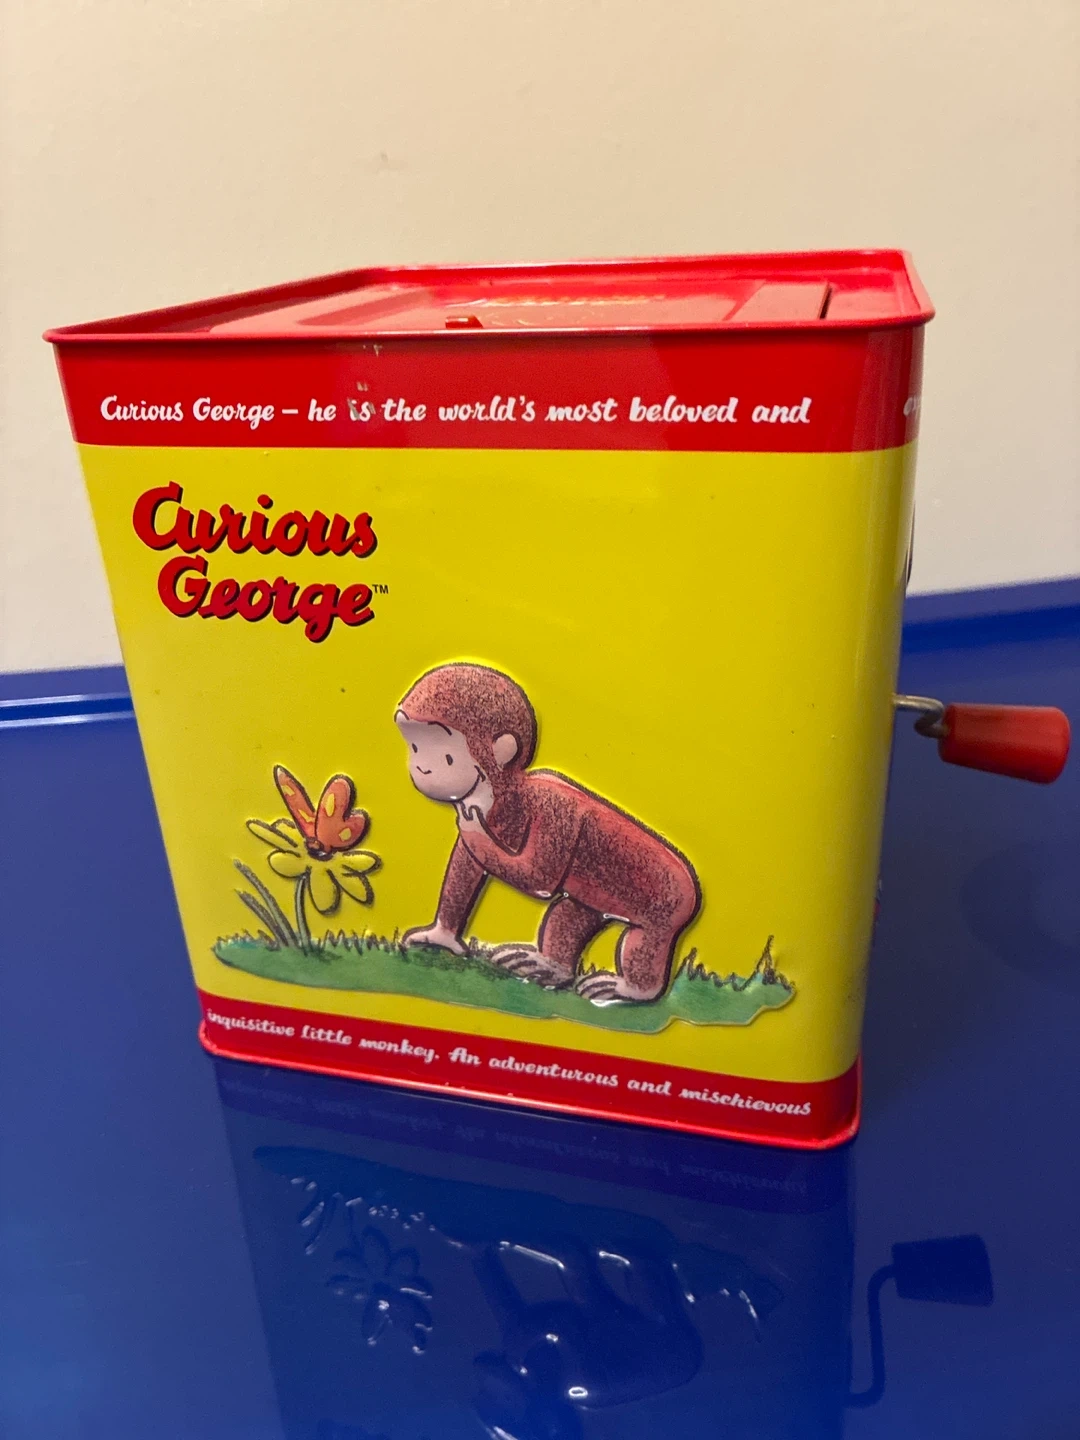 Curious George – he is the world's most beloved and
Curious
George™
inquisitive little monkey. An adventurous and mischievous